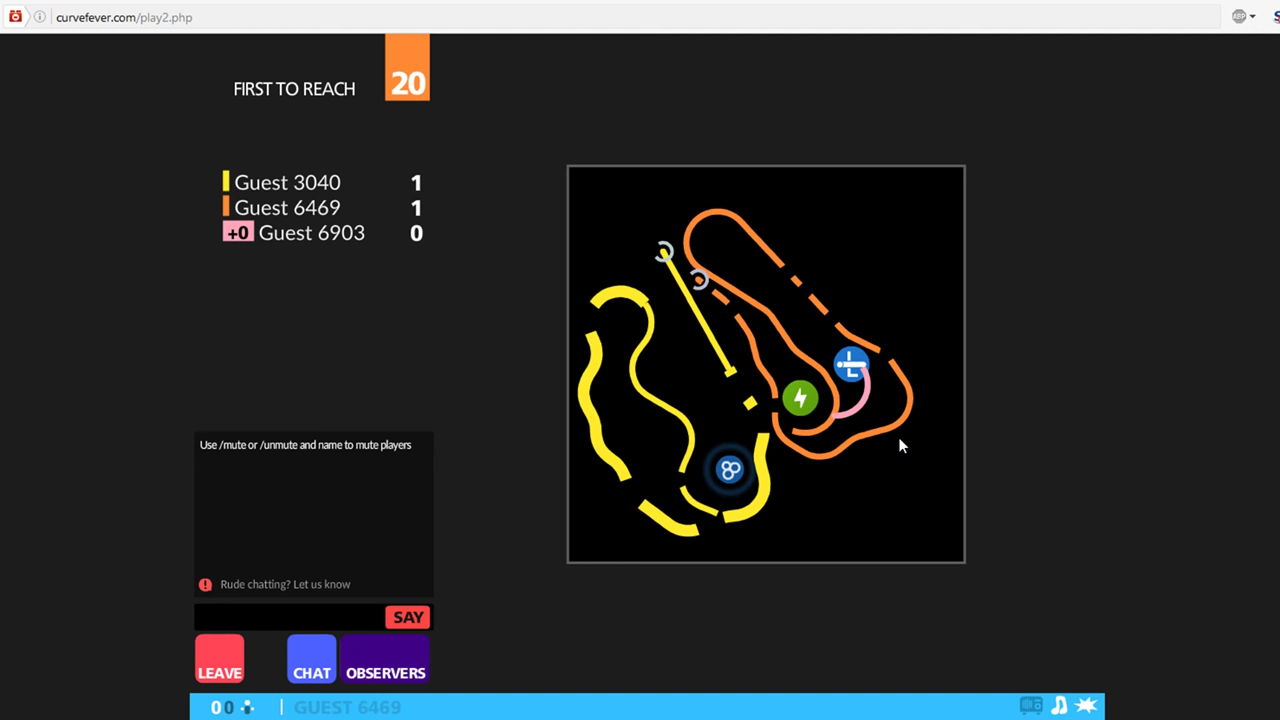 curvefever.com/play2.php
ABP
FIRST TO REACH 20
Guest 3040 1
Guest 6469 1
+0 Guest 6903 0
Use /mute or /unmute and name to mute players
! Rude chatting? Let us know
SAY
LEAVE CHAT OBSERVERS
00 | GUEST 6469